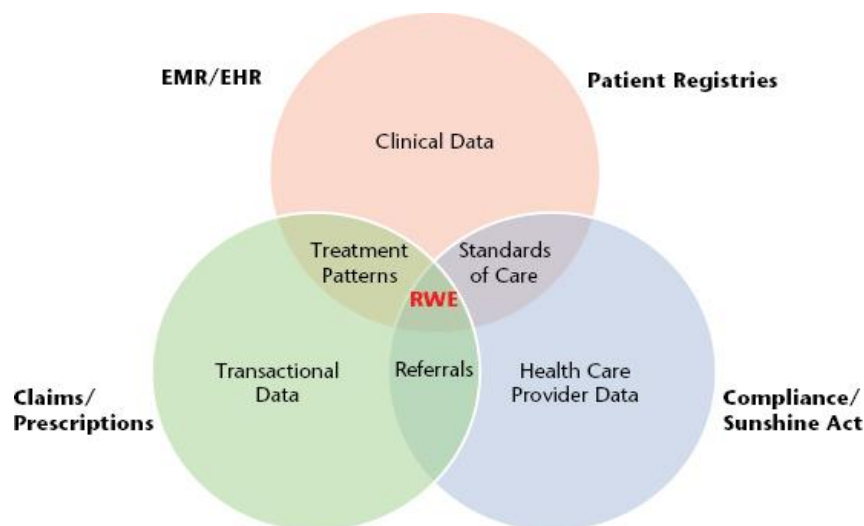 EMR/EHR
Patient Registries
Clinical Data
Treatment
Patterns
Standards
of Care
RWE
Transactional
Data
Referrals
Health Care
Provider Data
Claims/
Prescriptions
Compliance/
Sunshine Act